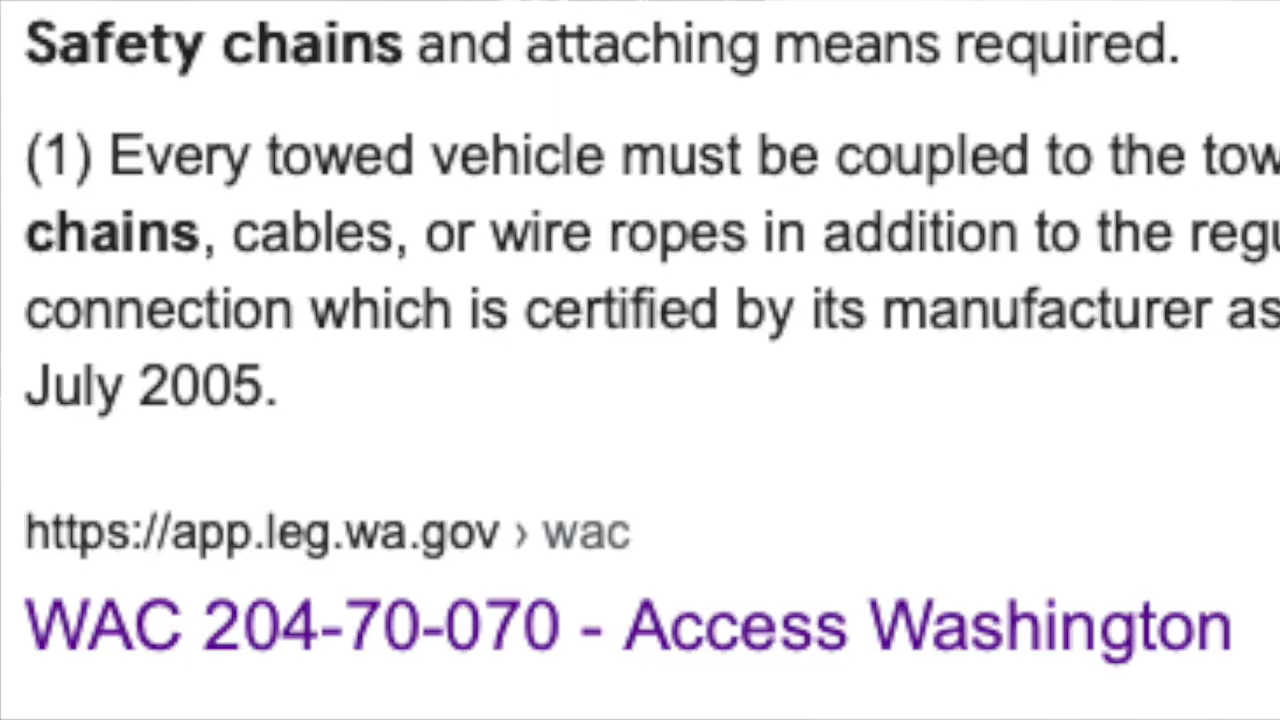 Safety chains and attaching means required.
(1) Every towed vehicle must be coupled to the tow
chains, cables, or wire ropes in addition to the regu
connection which is certified by its manufacturer as
July 2005.
https://app.leg.wa.gov › wac
WAC 204-70-070 - Access Washington